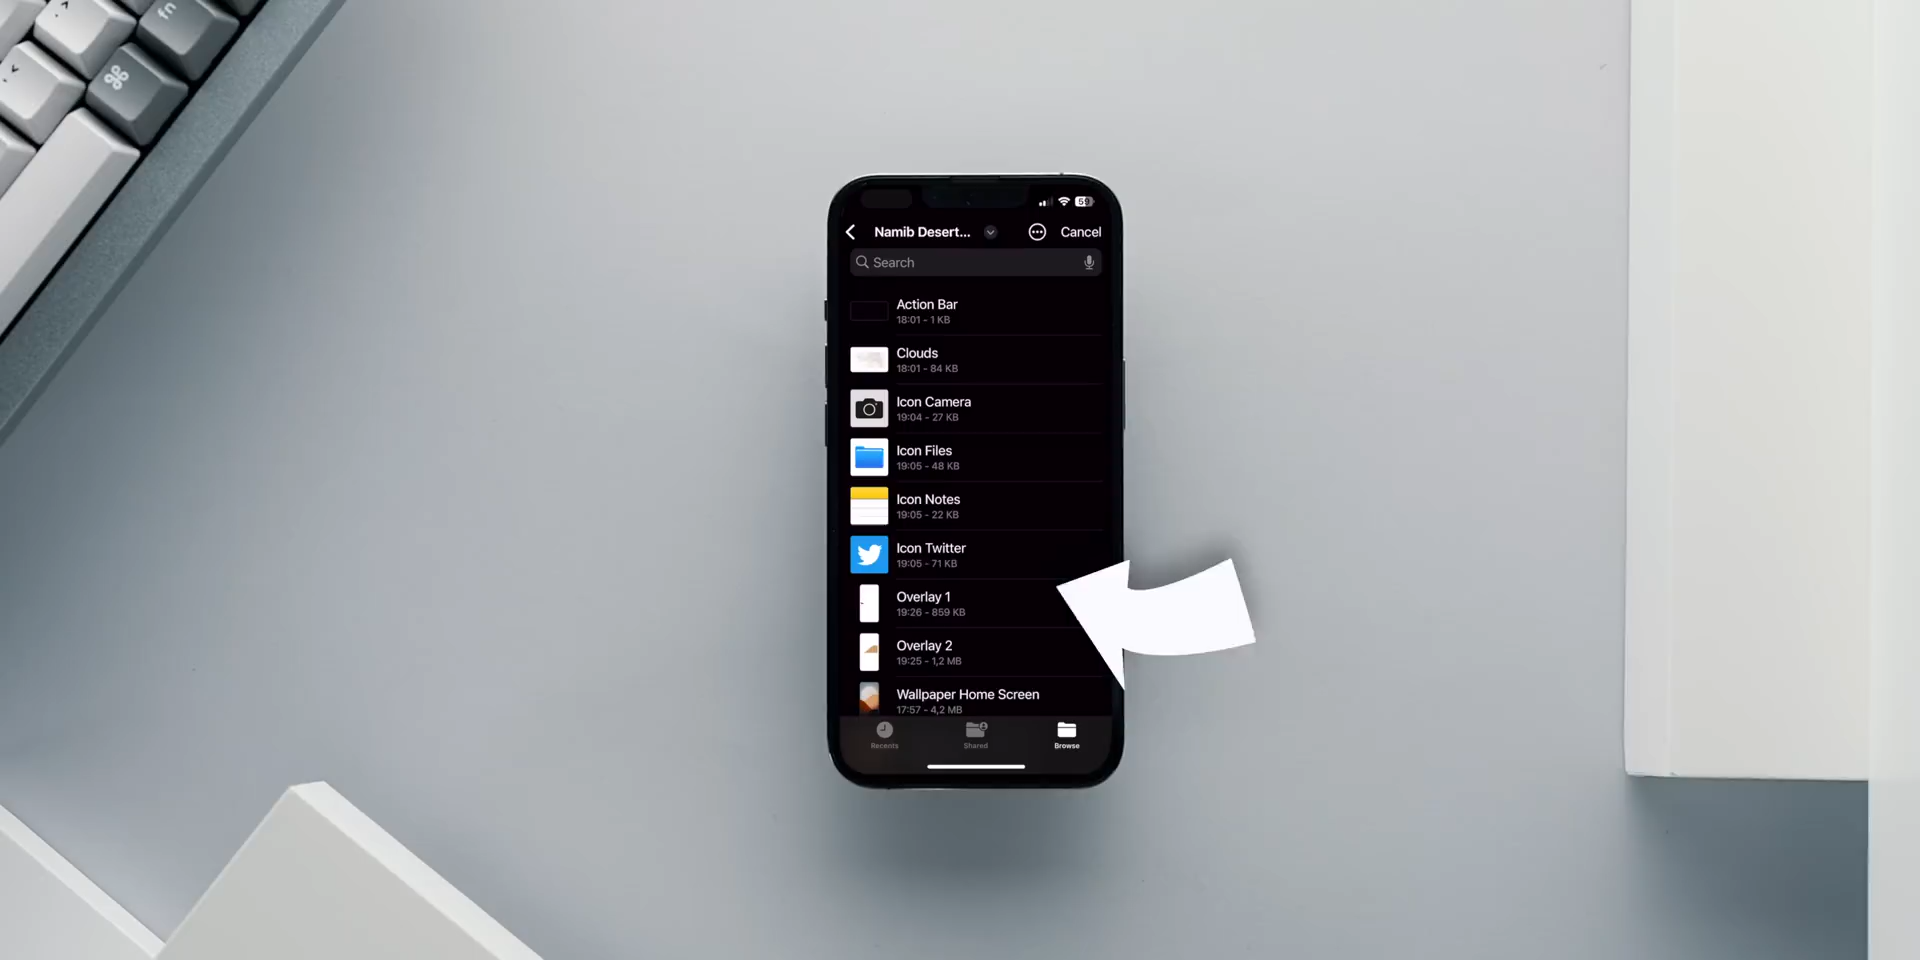 fn
⌘
59
Namib Desert...
Cancel
Search
Action Bar
18:01 - 1 KB
Clouds
18:01 - 84 KB
Icon Camera
19:04 - 27 KB
Icon Files
19:05 - 48 KB
Icon Notes
19:05 - 22 KB
Icon Twitter
19:05 - 71 KB
Overlay 1
19:26 - 859 KB
Overlay 2
19:25 - 1,2 MB
Wallpaper Home Screen
17:57 - 4,2 MB
Recents
Shared
Browse